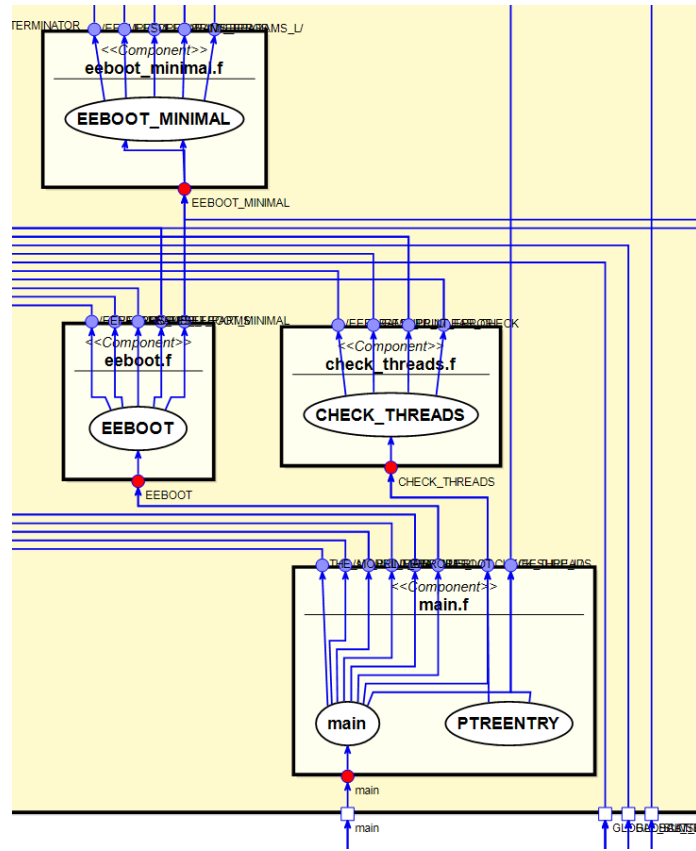 TERMINATOR
<<Component>>
eeboot_minimal.f
EEBOOT_MINIMAL
EEBOOT_MINIMAL
<<Component>>
eeboot.f
EEBOOT
EEBOOT
<<Component>>
check_threads.f
CHECK_THREADS
CHECK_THREADS
<<Component>>
main.f
main
PTREENTRY
main
main